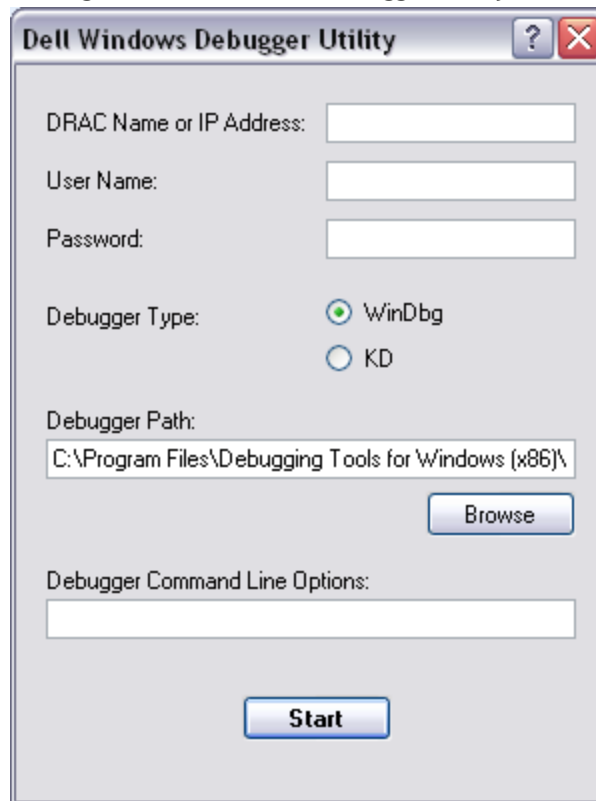 Dell Windows Debugger Utility
DRAC Name or IP Address:
User Name:
Password:
Debugger Type:
WinDbg
KD
Debugger Path:
C:\Program Files\Debugging Tools for Windows (x86)\
Browse
Debugger Command Line Options:
Start